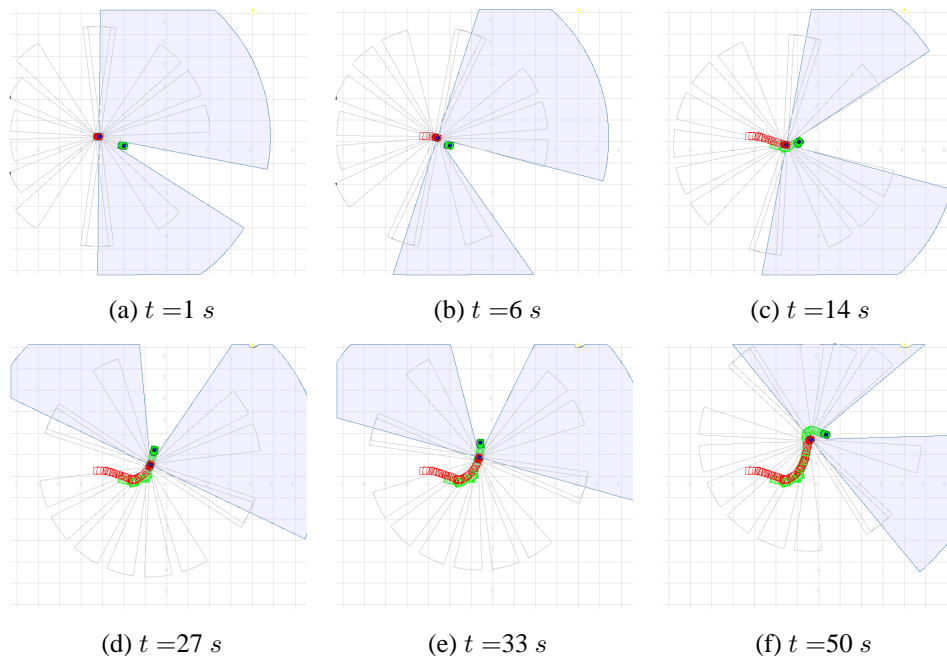 (a) t =1 s
(b) t =6 s
(c) t =14 s
(d) t =27 s
(e) t =33 s
(f) t =50 s